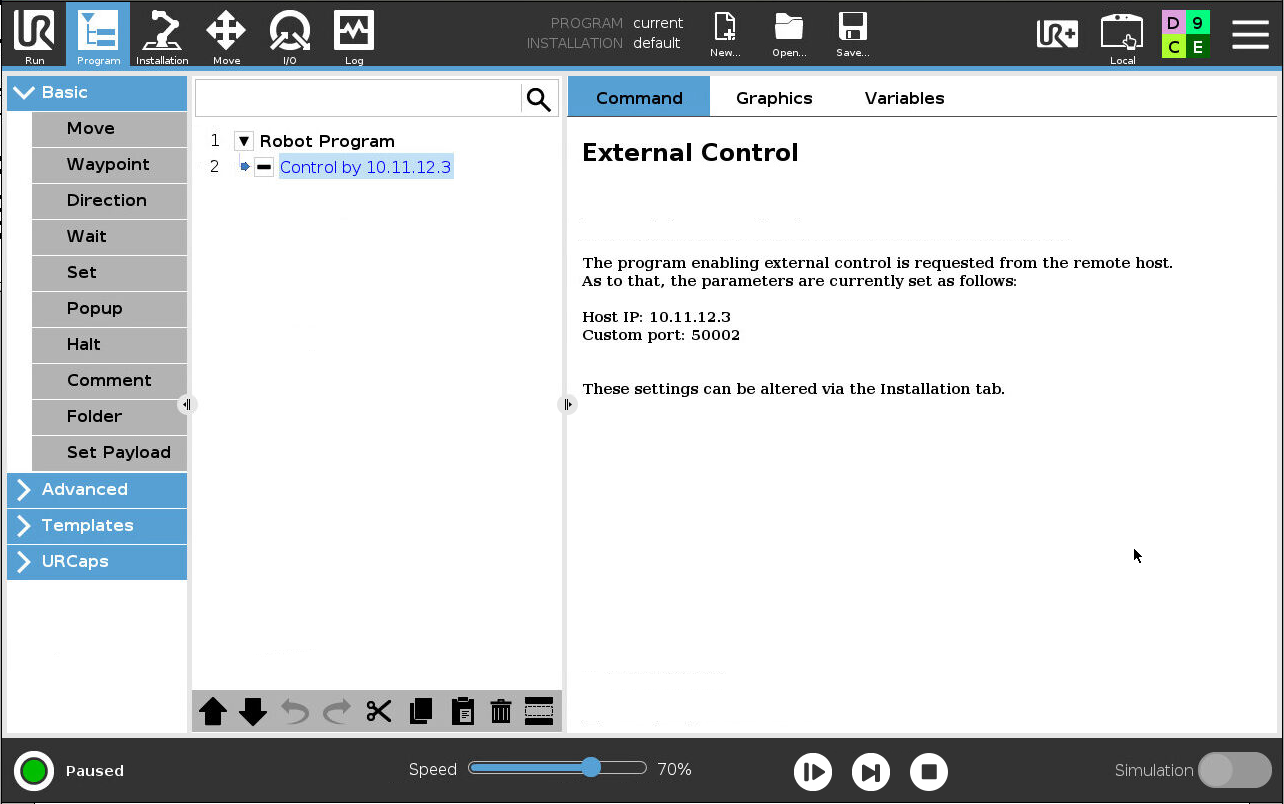 UR
Run
Program
Installation
Move
I/O
Log
PROGRAM current
INSTALLATION default
New...
Open...
Save...
UR+
Local
D 9
C E
Basic
Move
Waypoint
Direction
Wait
Set
Popup
Halt
Comment
Folder
Set Payload
Advanced
Templates
URCaps
1 Robot Program
2 Control by 10.11.12.3
Command Graphics Variables
External Control
The program enabling external control is requested from the remote host.
As to that, the parameters are currently set as follows:
Host IP: 10.11.12.3
Custom port: 50002
These settings can be altered via the Installation tab.
Paused
Speed 70%
Simulation